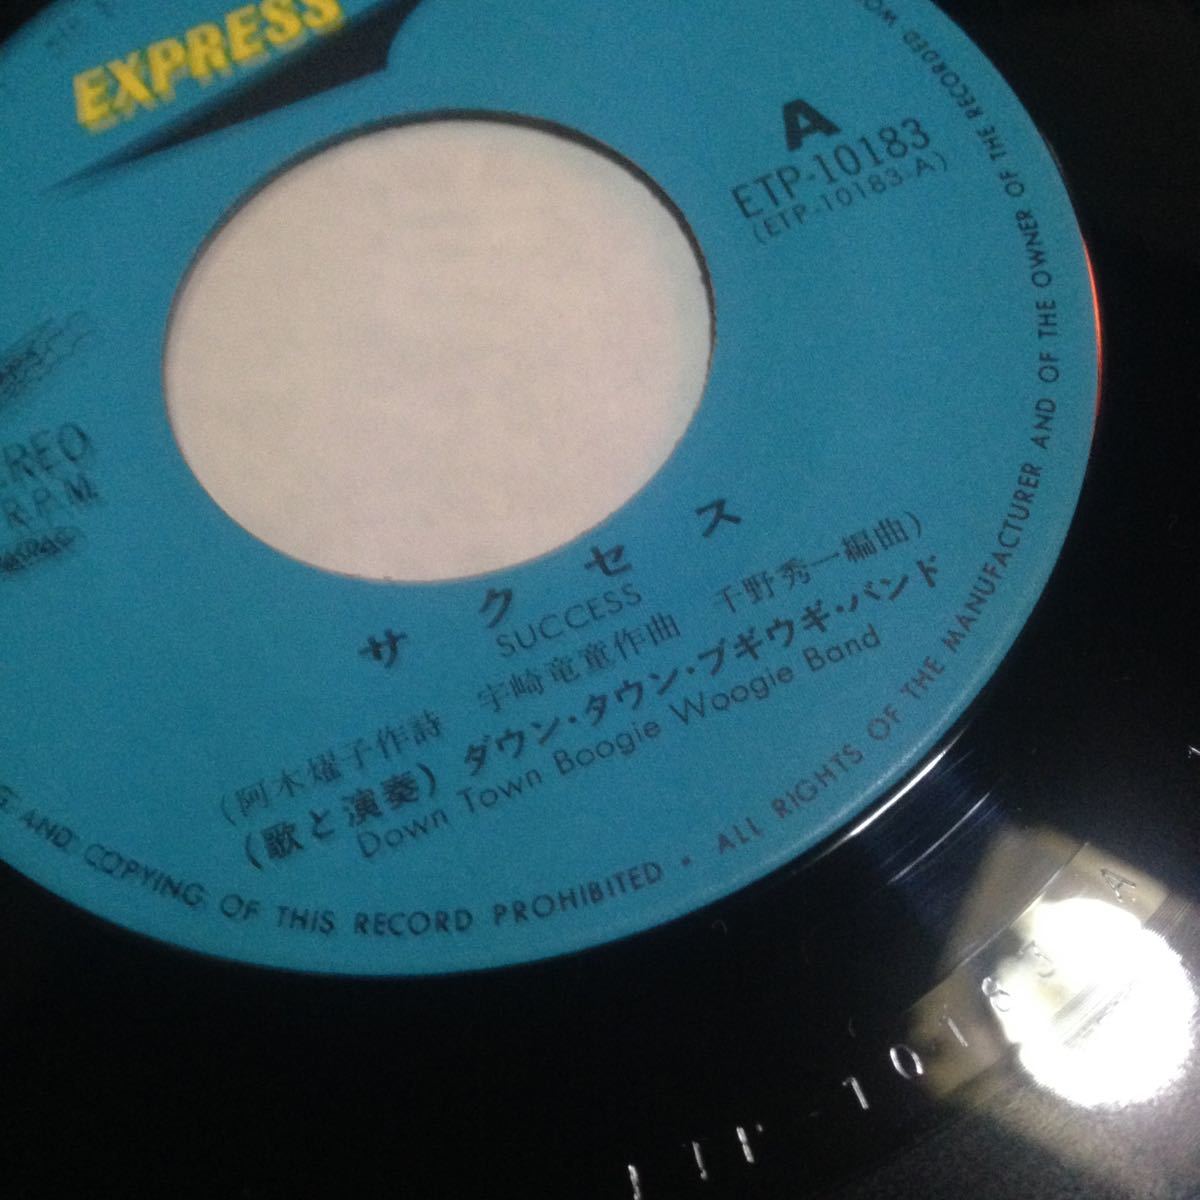 EXPRESS
A
ETP-10183
(ETP-10183-A)
サクセス
SUCCESS
(阿木燿子作詩 宇崎竜童作曲 千野秀一編曲)
(歌と演奏) ダウン・タウン・ブギウギ・バンド
Down Town Boogie Woogie Band
AND COPYING OF THIS RECORD PROHIBITED • ALL RIGHTS OF THE MANUFACTURER AND OF THE OWNER OF THE RECORDED